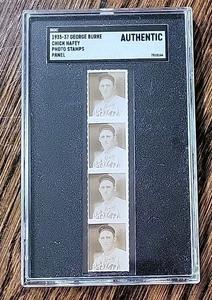 1935-37 GEORGE BURKE
CHICK HAFEY
PHOTO STAMPS
PANEL
AUTHENTIC